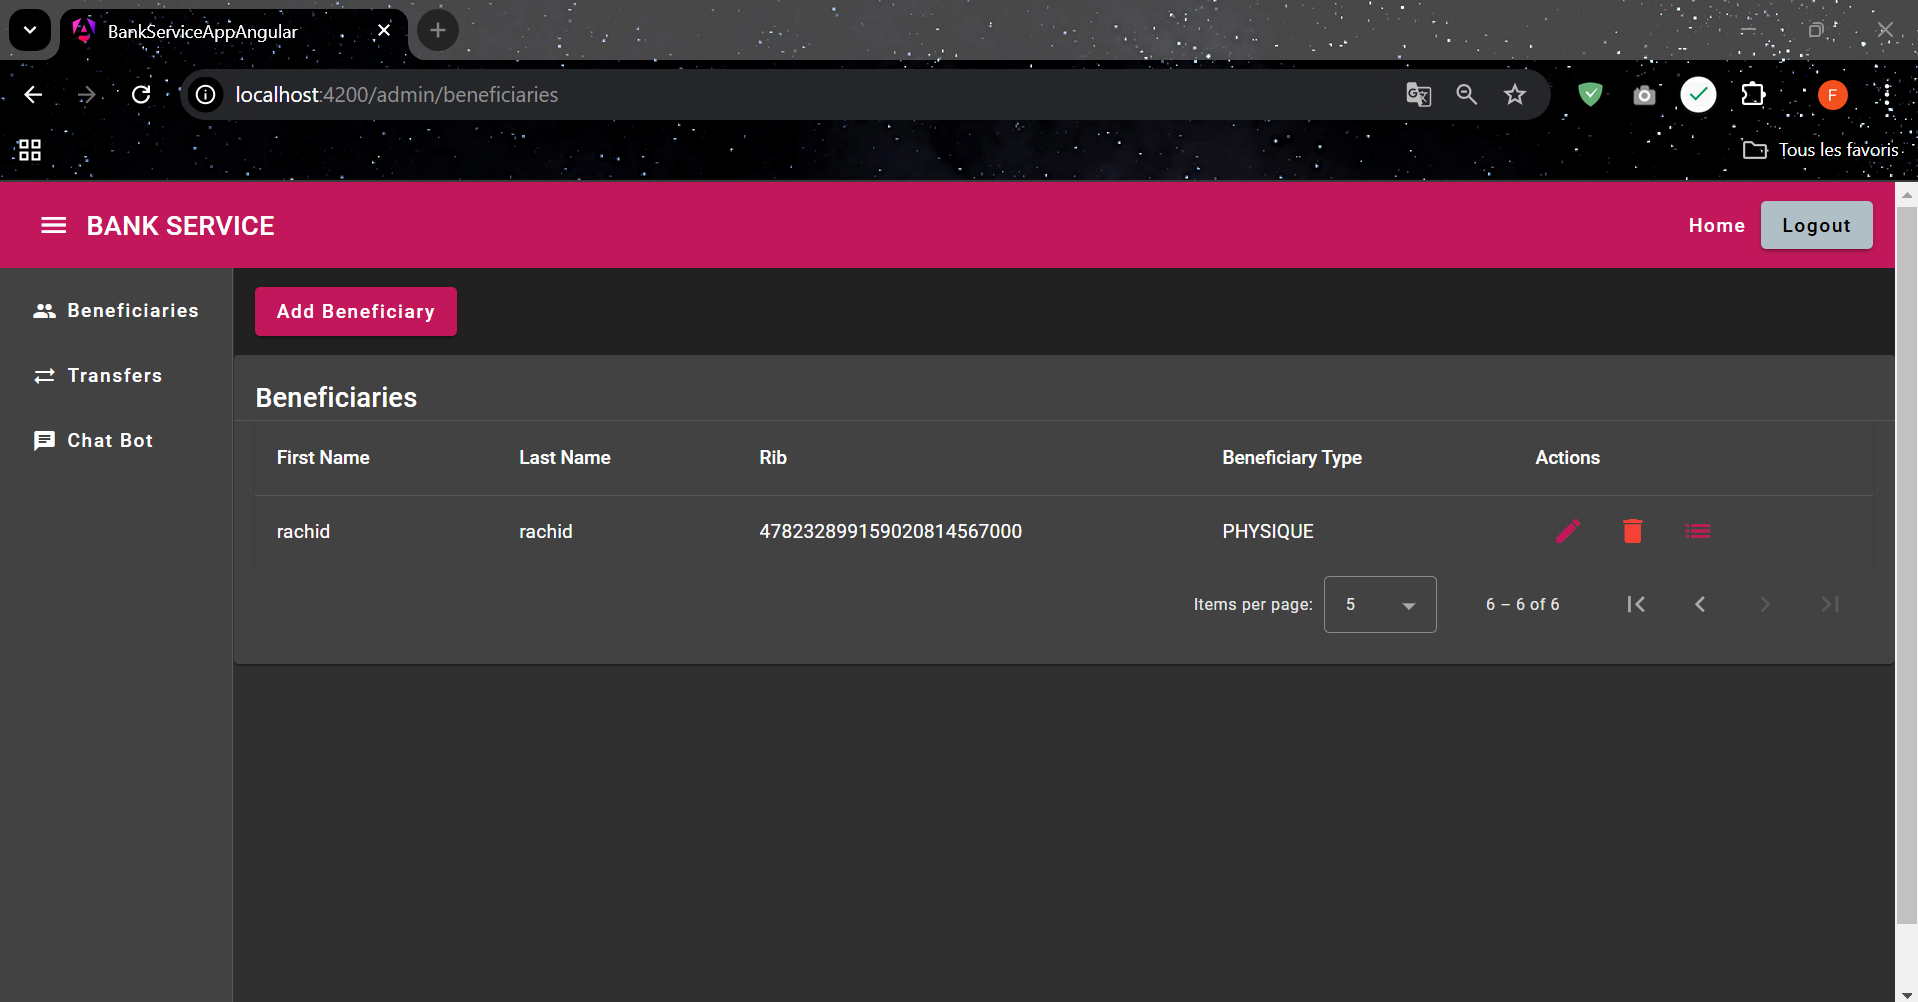 BankServiceAppAngular
localhost:4200/admin/beneficiaries
F
Tous les favoris
BANK SERVICE
Home
Logout
Beneficiaries
Transfers
Chat Bot
Add Beneficiary
Beneficiaries
First Name Last Name Rib Beneficiary Type Actions
rachid rachid 478232899159020814567000 PHYSIQUE
Items per page: 5 6 – 6 of 6